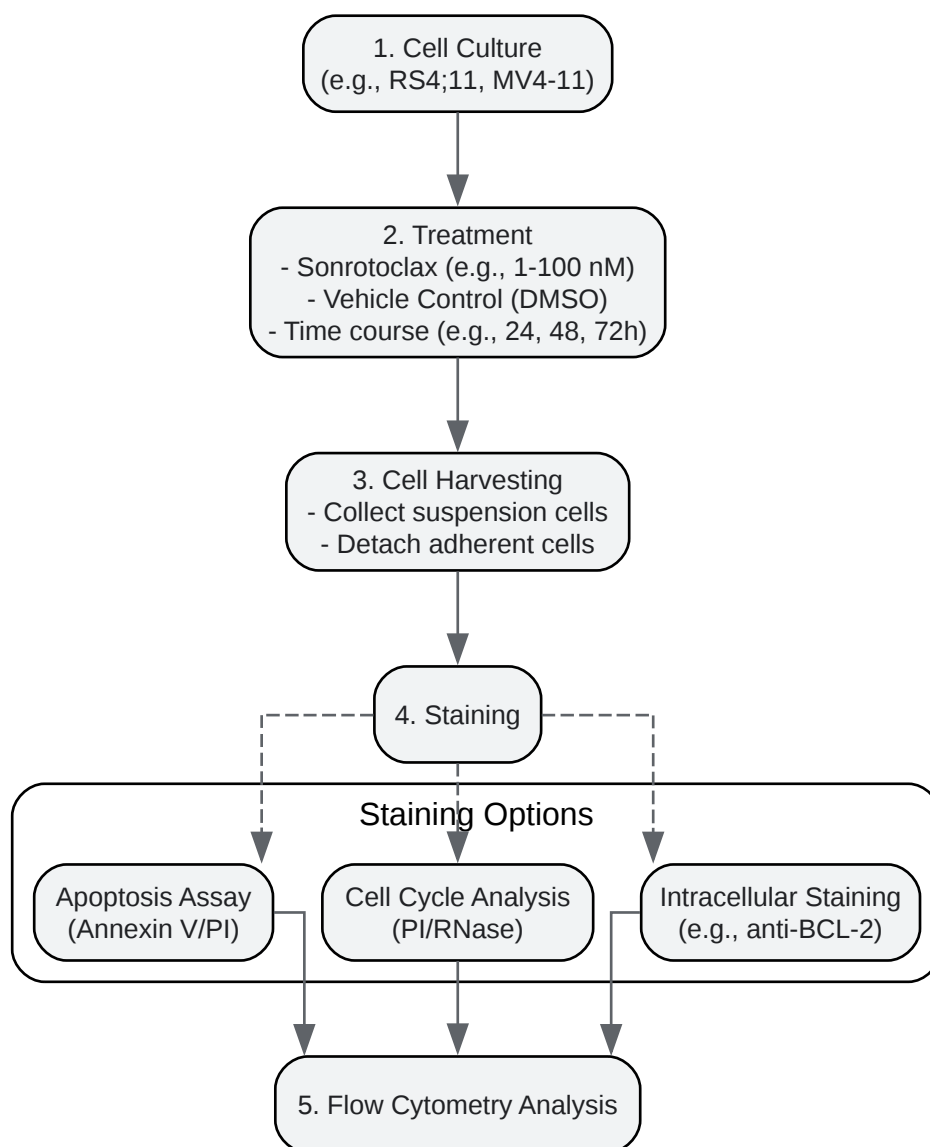 1. Cell Culture
(e.g., RS4;11, MV4-11)
2. Treatment
- Sonrotoclax (e.g., 1-100 nM)
- Vehicle Control (DMSO)
- Time course (e.g., 24, 48, 72h)
3. Cell Harvesting
- Collect suspension cells
- Detach adherent cells
4. Staining
Staining Options
Apoptosis Assay
(Annexin V/PI)
Cell Cycle Analysis
(PI/RNase)
Intracellular Staining
(e.g., anti-BCL-2)
5. Flow Cytometry Analysis